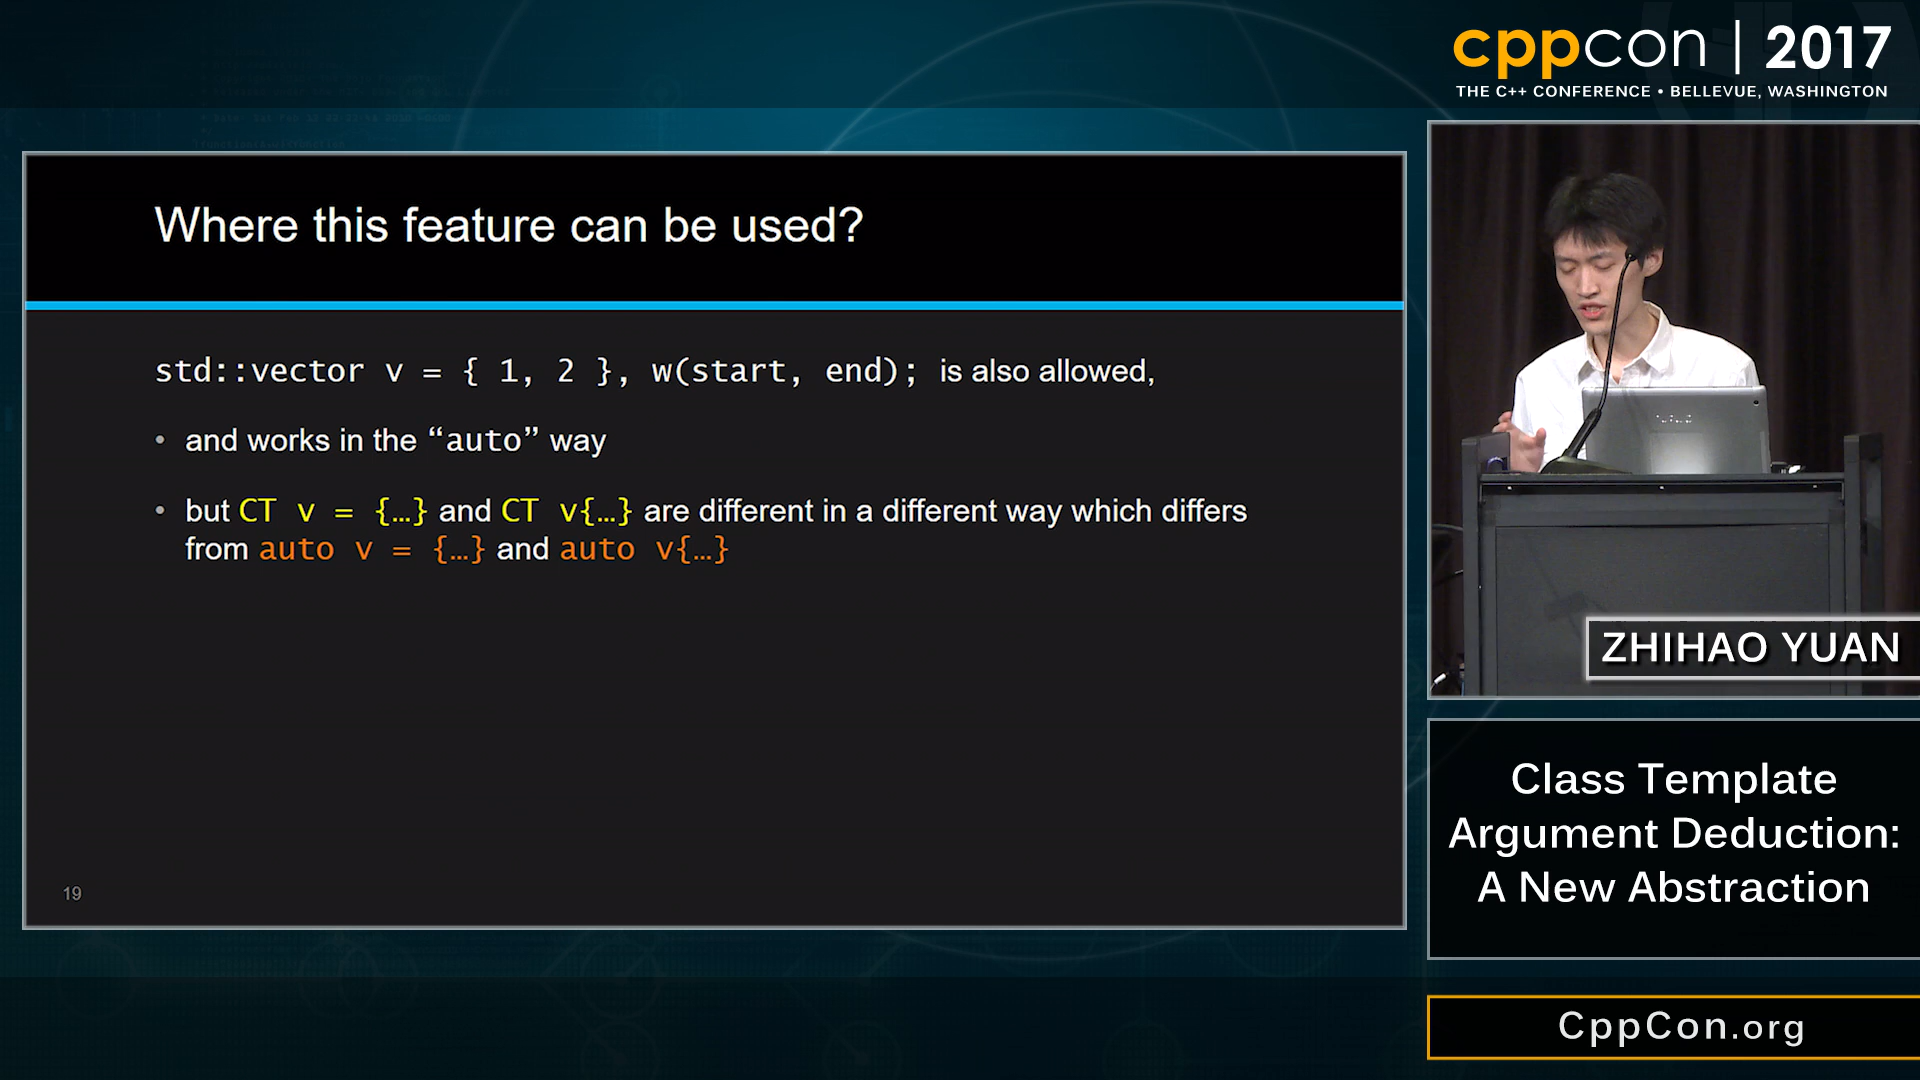 cppcon | 2017
THE C++ CONFERENCE • BELLEVUE, WASHINGTON
Where this feature can be used?
std::vector v = { 1, 2 }, w(start, end); is also allowed,
• and works in the “auto” way
• but CT v = {…} and CT v{…} are different in a different way which differs
from auto v = {…} and auto v{…}
19
ZHIHAO YUAN
Class Template
Argument Deduction:
A New Abstraction
CppCon.org